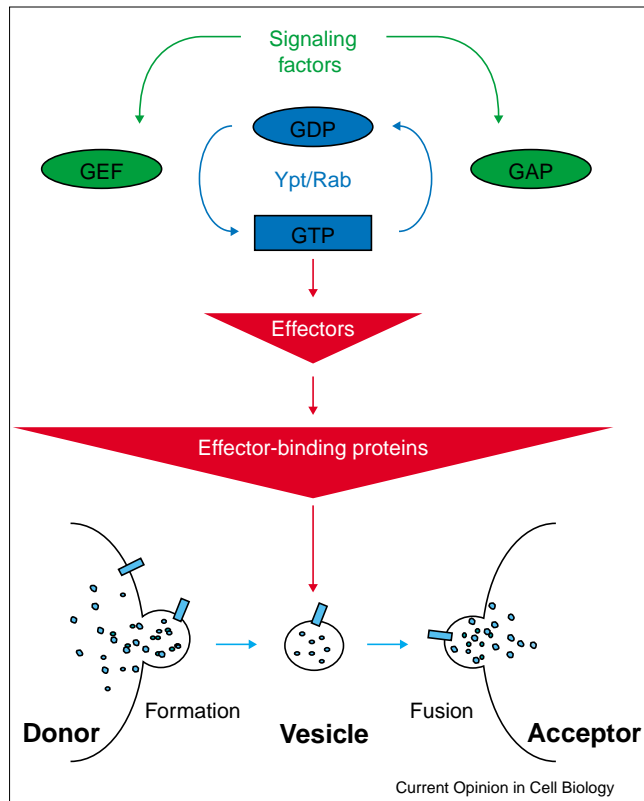 Signaling
factors
GDP
GEF
Ypt/Rab
GAP
GTP
Effectors
Effector-binding proteins
Formation
Fusion
Donor
Vesicle
Acceptor
Current Opinion in Cell Biology